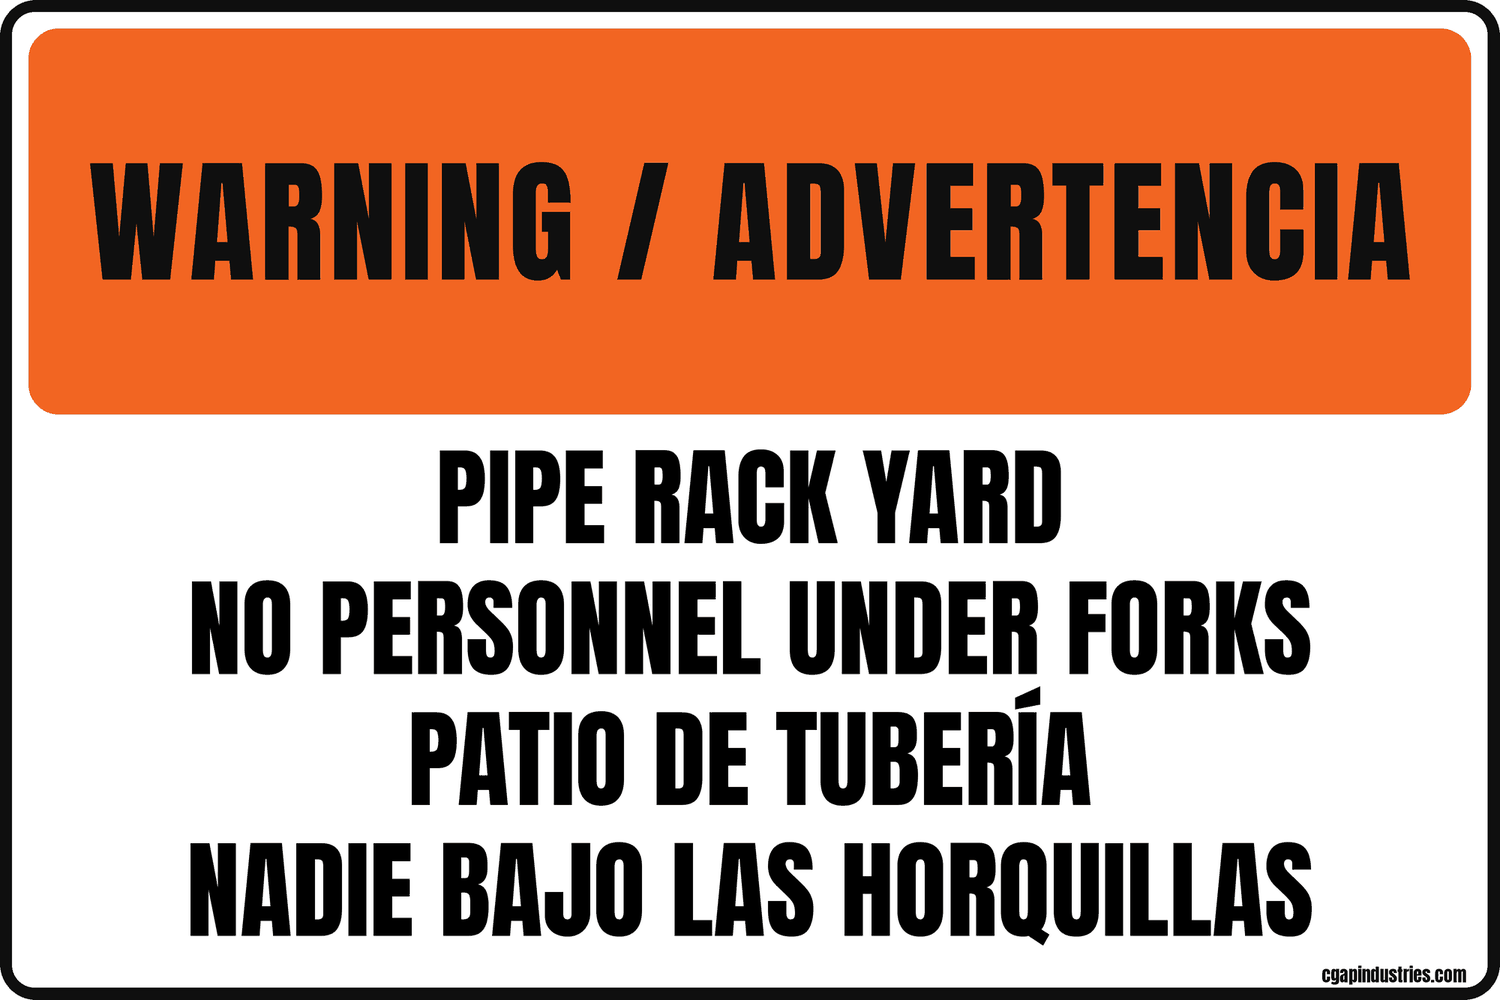 WARNING / ADVERTENCIA
PIPE RACK YARD
NO PERSONNEL UNDER FORKS
PATIO DE TUBERÍA
NADIE BAJO LAS HORQUILLAS
cgapindustries.com